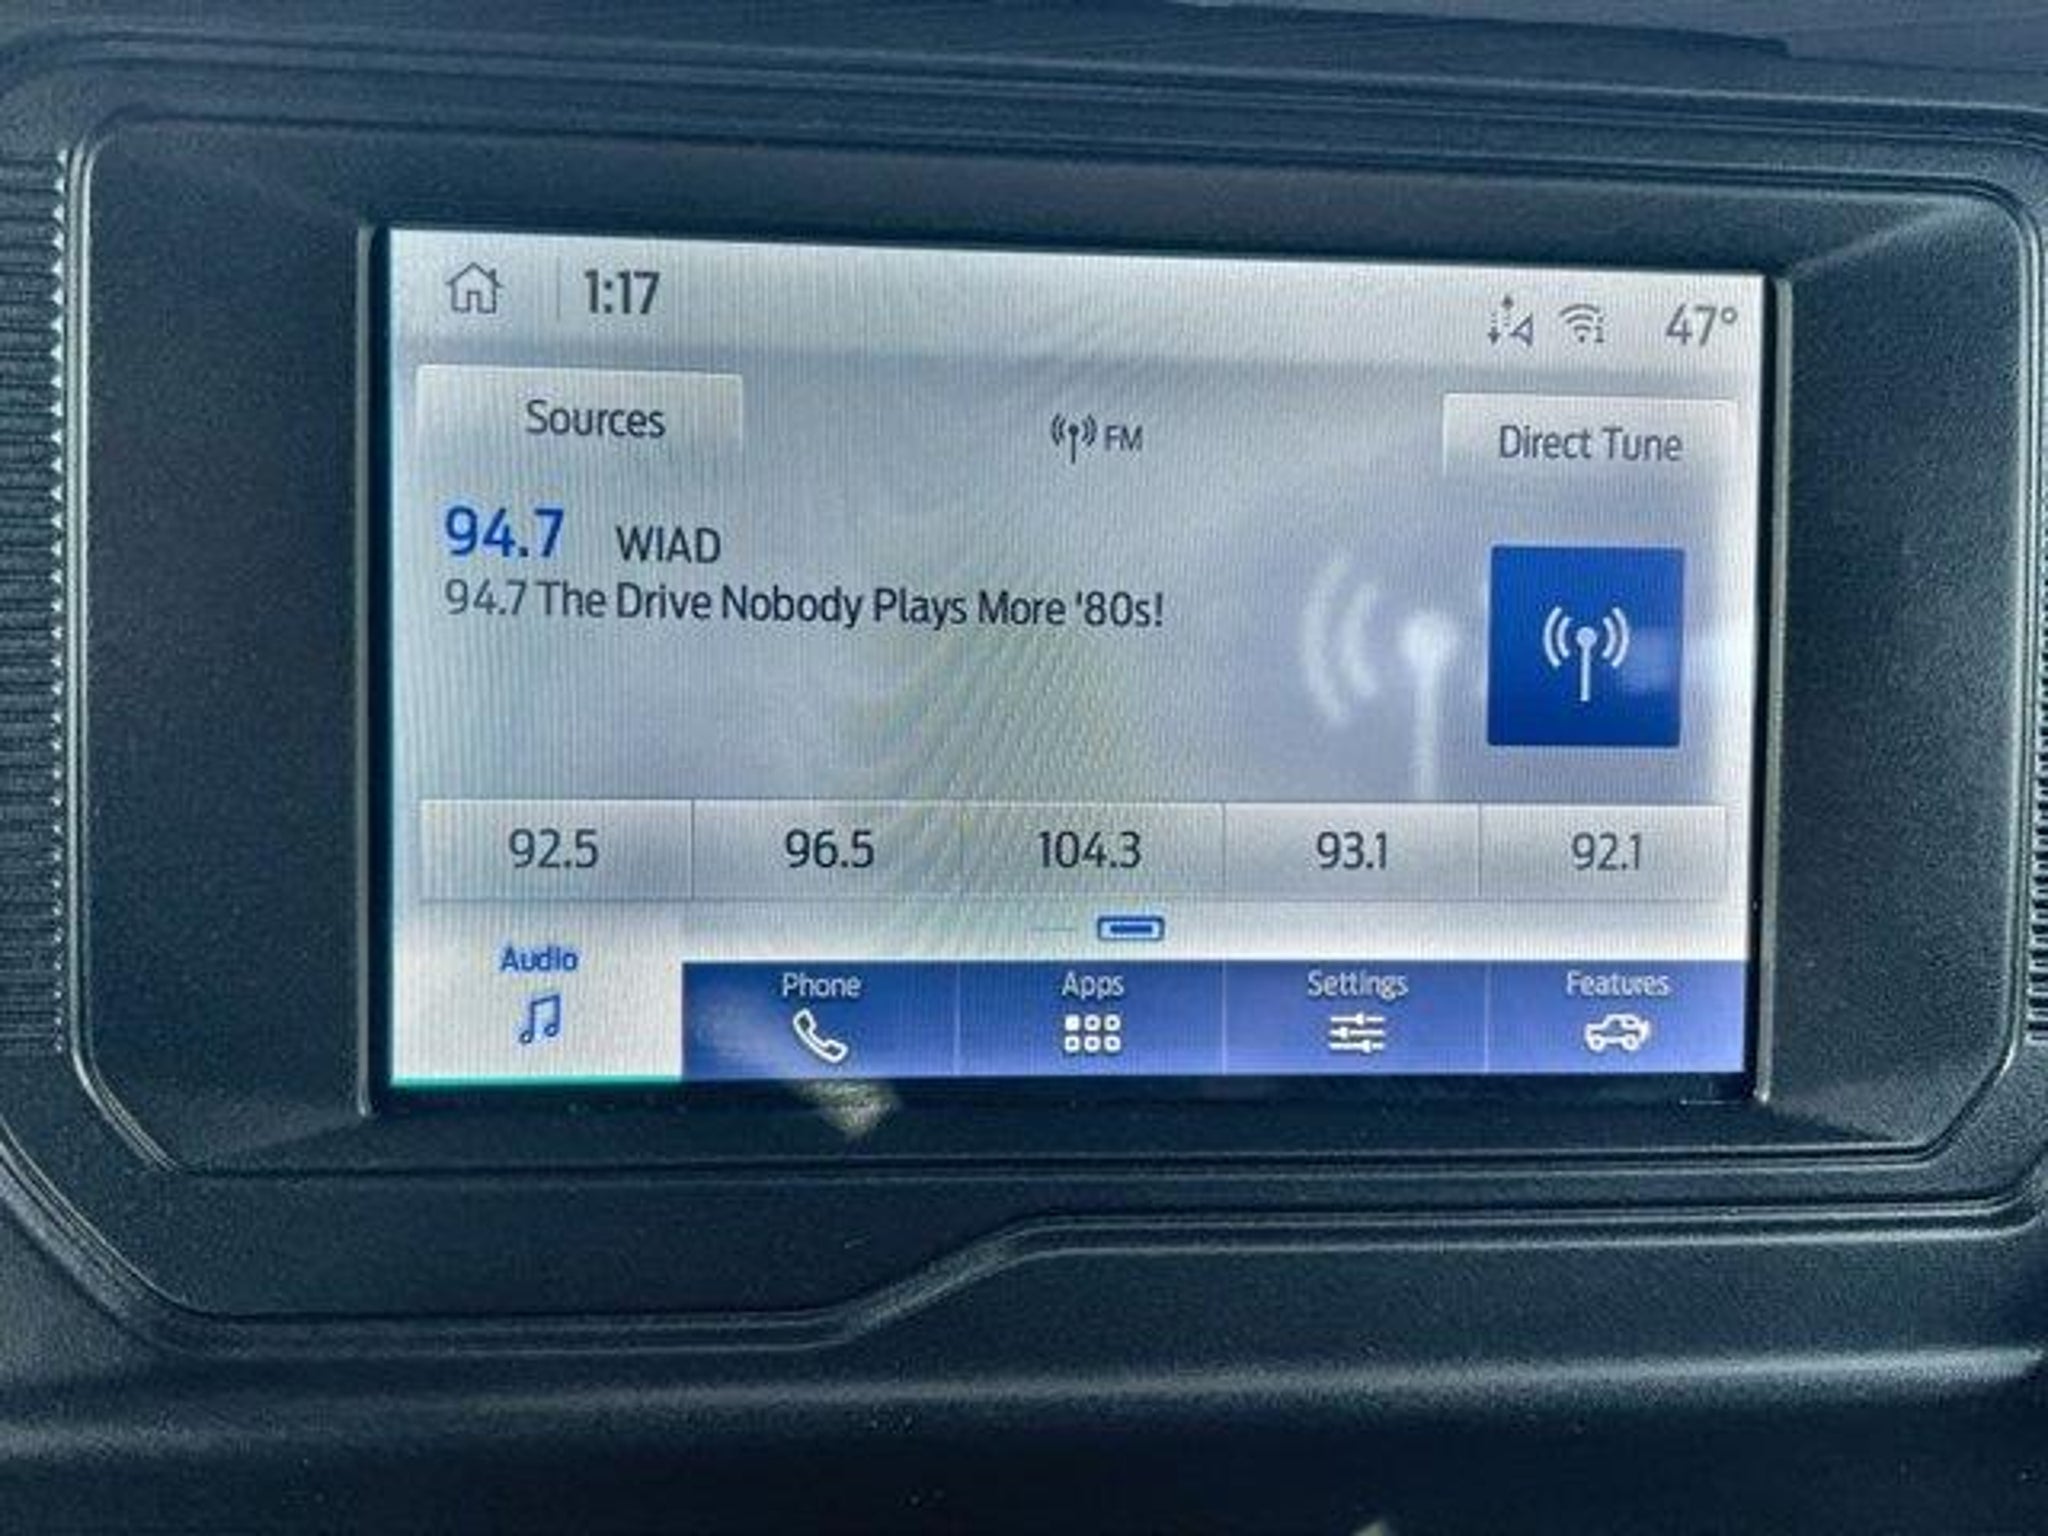 1:17 47°
Sources FM Direct Tune
94.7 WIAD
94.7 The Drive Nobody Plays More '80s!
92.5 96.5 104.3 93.1 92.1
Audio Phone Apps Settings Features